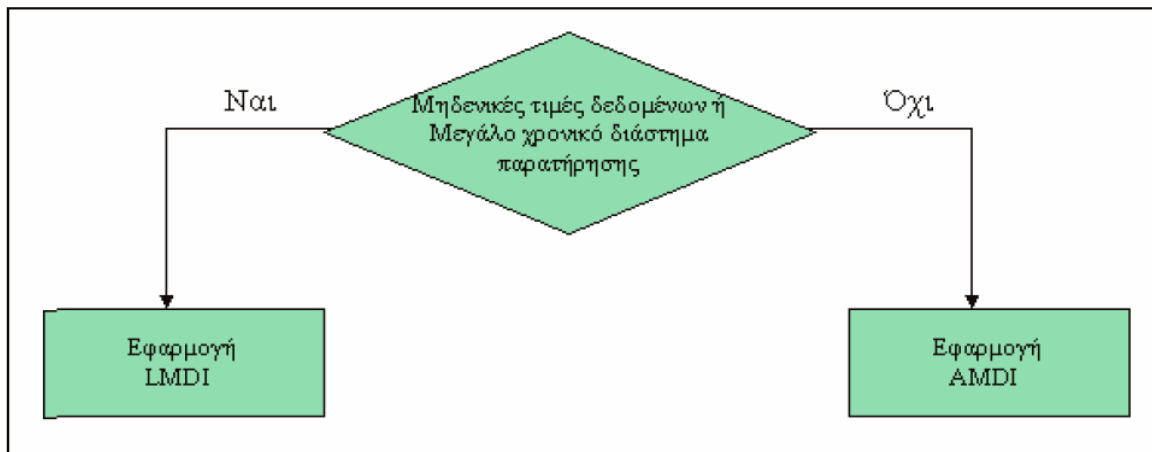 Ναι
Μηδενικές τιμές δεδομένων ή
Μεγάλο χρονικό διάστημα
παρατήρησης
Όχι
Εφαρμογή
LMDI
Εφαρμογή
AMDI